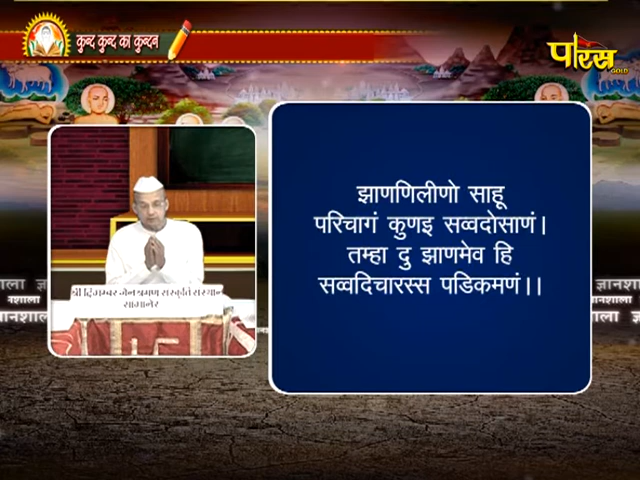 कुन्द कुन्द का कुन्दन
पारस
GOLD
झाणणिलीणो साहू
परिचागं कुणइ सव्वदोसाणं।
तम्हा दु झाणमेव हि
सव्वदिचारस्स पडिकमणं।।
श्री दिगम्बर जैन श्रमण संस्कृति संस्थान
सांगानेर
ज्ञानशाला
नशाला
ज्ञानशाला